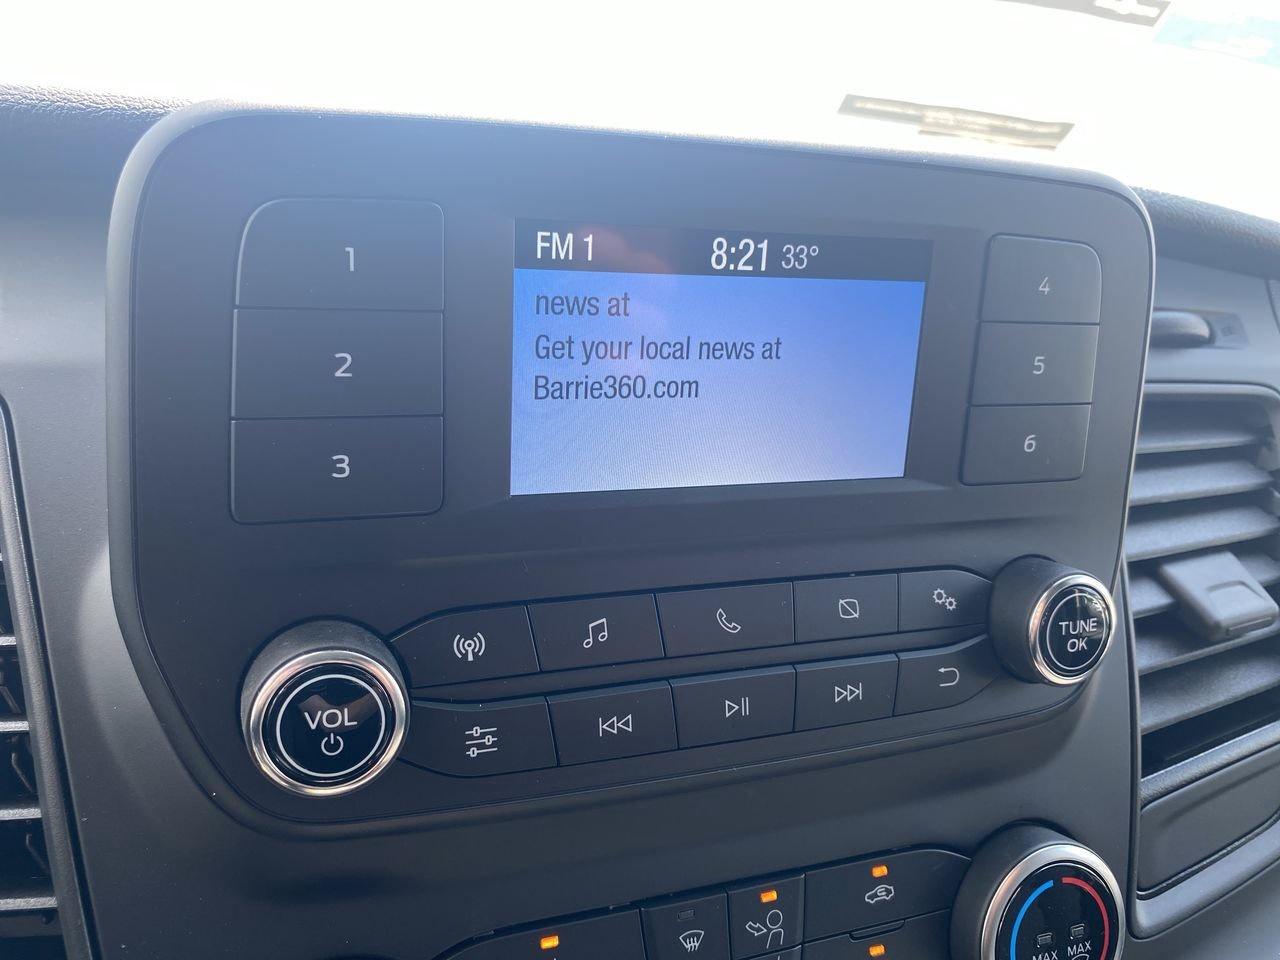 FM 1 8:21 33°
news at
Get your local news at
Barrie360.com
1
2
3
4
5
6
VOL
TUNE
OK
MAX MAX